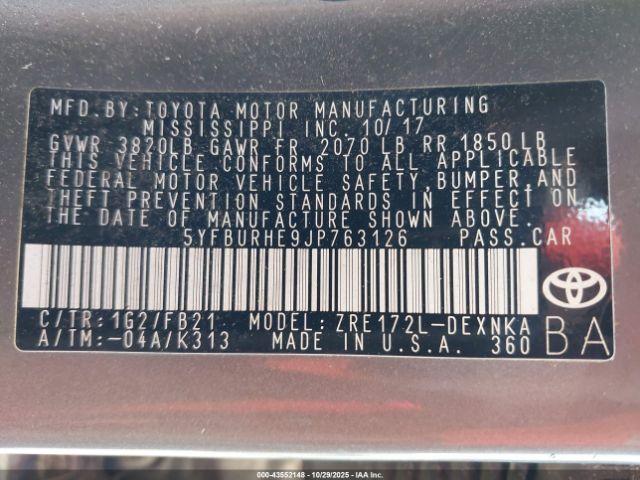 MFD.BY:TOYOTA MOTOR MANUFACTURING
MISSISSIPPI INC. 10/17
GVWR 3820LB GAWR FR 2070LB RR 1850LB
THIS VEHICLE CONFORMS TO ALL APPLICABLE
FEDERAL MOTOR VEHICLE SAFETY,BUMPER,AND
THEFT PREVENTION STANDARDS IN EFFECT ON
THE DATE OF MANUFACTURE SHOWN ABOVE.
5YFBURHE9JP763126 PASS.CAR
C/TR:1G2/FB21 MODEL:ZRE172L-DEXNKA
A/TM:-04A/K313 MADE IN U.S.A. 360
BA
000-43552148 - 10/29/2025 - IAA Inc.